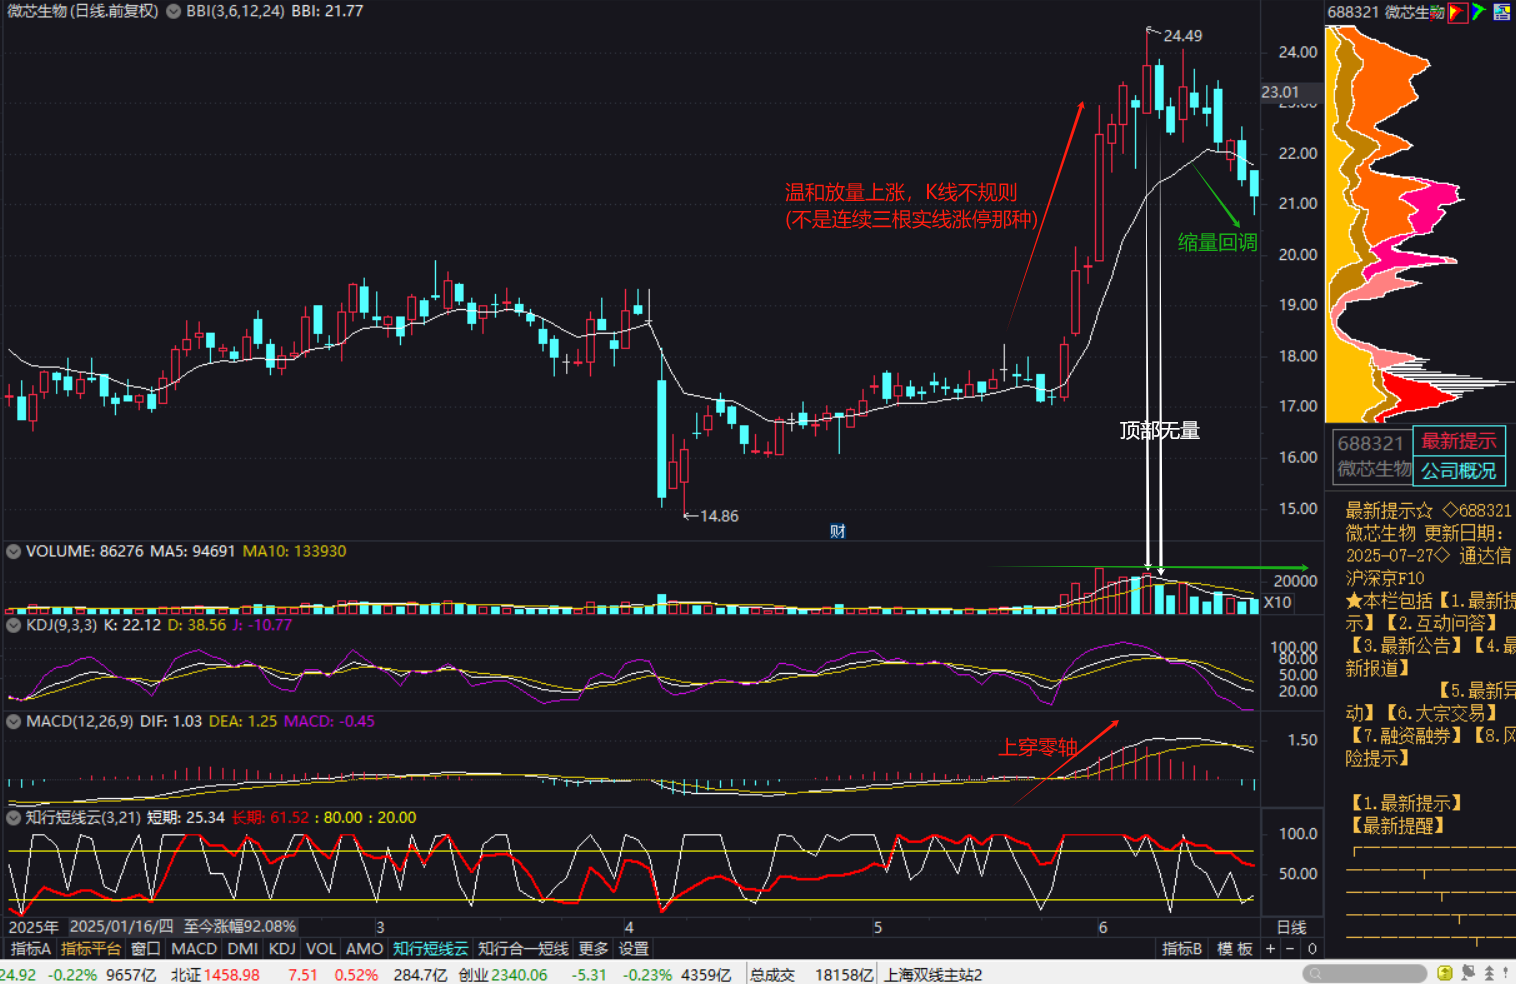 微芯生物(日线.前复权) BBI(3,6,12,24) BBI: 21.77
688321 微芯生物
24.49
24.00
23.01
23.00
22.00
21.00
20.00
19.00
18.00
17.00
16.00
15.00
温和放量上涨，K线不规则
(不是连续三根实线涨停那种)
缩量回调
顶部无量
14.86
财
688321
微芯生物
最新提示
公司概况
最新提示☆ ◇688321
微芯生物 更新日期：
2025-07-27◇ 通达信
沪深京F10
★本栏包括【1.最新提
示】【2.互动问答】
【3.最新公告】【4.最
新报道】
【5.最新异
动】【6.大宗交易】
【7.融资融券】【8.风
险提示】
【1.最新提示】
【最新提醒】
VOLUME: 86276 MA5: 94691 MA10: 133930
20000
X10
KDJ(9,3,3) K: 22.12 D: 38.56 J: -10.77
100.00
80.00
50.00
20.00
MACD(12,26,9) DIF: 1.03 DEA: 1.25 MACD: -0.45
1.50
上穿零轴
知行短线云(3,21) 短期: 25.34 长期: 61.52 : 80.00 : 20.00
100.0
50.00
2025年 2025/01/16/四 至今涨幅92.08% 3 4 5 6 日线
指标A 指标平台 窗口 MACD DMI KDJ VOL AMO 知行短线云 知行合一短线 更多 设置 指标B 模板 + - 0
24.92 -0.22% 9657亿 北证1458.98 7.51 0.52% 284.7亿 创业2340.06 -5.31 -0.23% 4359亿 总成交 18158亿 上海双线主站2